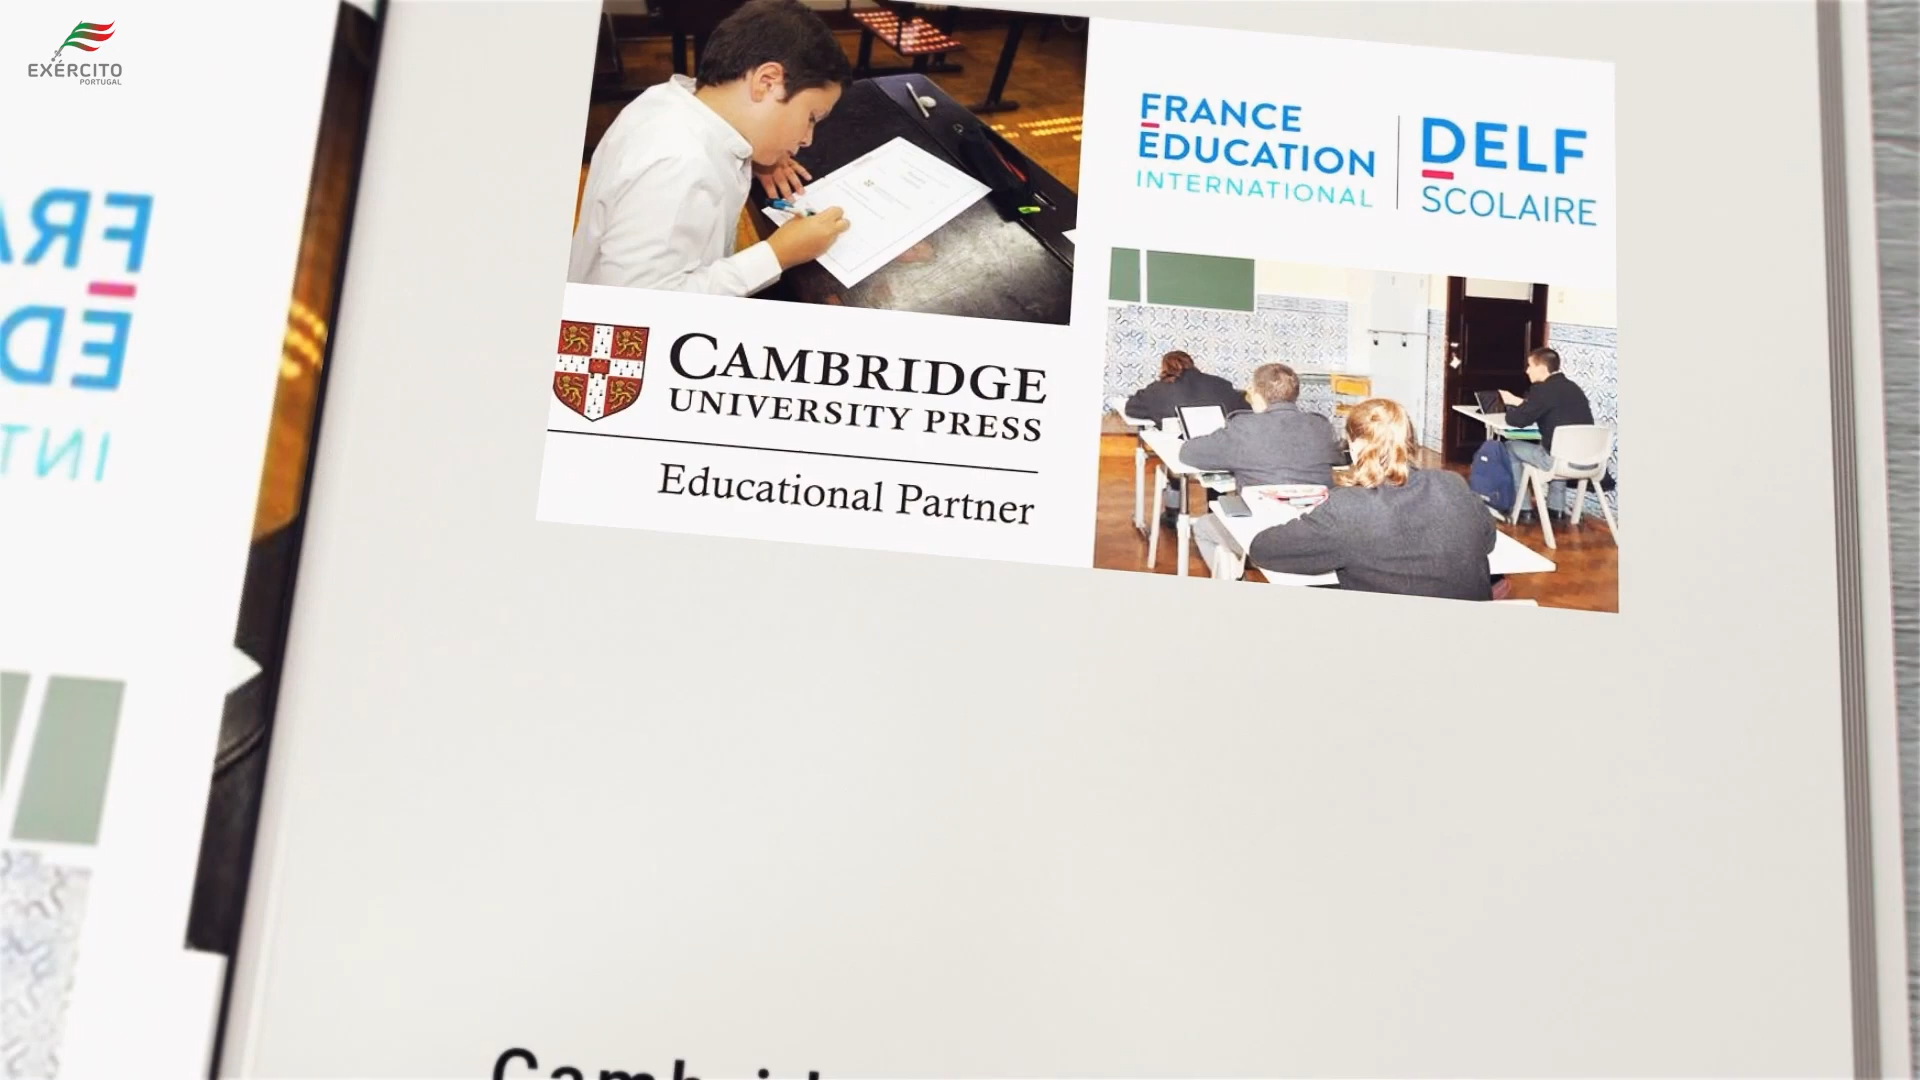 EXÉRCITO
PORTUGAL
FRANCE
EDUCATION
INTERNATIONAL
DELF
SCOLAIRE
CAMBRIDGE
UNIVERSITY PRESS
Educational Partner